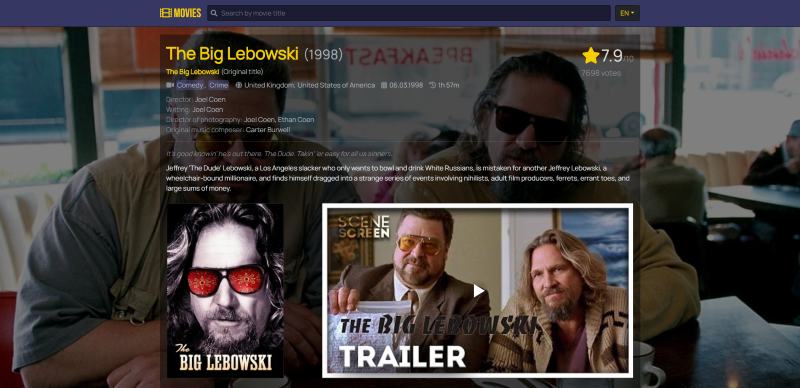 MOVIES
Search by movie title
EN
The Big Lebowski (1998)
7.9/10
7698 votes
The Big Lebowski (Original title)
Comedy, Crime United Kingdom, United States of America 06.03.1998 1h 57m
Director: Joel Coen
Writing: Joel Coen
Director of photography: Joel Coen, Ethan Coen
Original music composer: Carter Burwell
It's good knowin' he's out there. The Dude. Takin' 'er easy for all us sinners.
Jeffrey 'The Dude' Lebowski, a Los Angeles slacker who only wants to bowl and drink White Russians, is mistaken for another Jeffrey Lebowski, a
wheelchair-bound millionaire, and finds himself dragged into a strange series of events involving nihilists, adult film producers, ferrets, errant toes, and
large sums of money.
BREAKFAST
The
BIG LEBOWSKI
SCENE
SCREEN
THE BIG LEBOWSKI
TRAILER